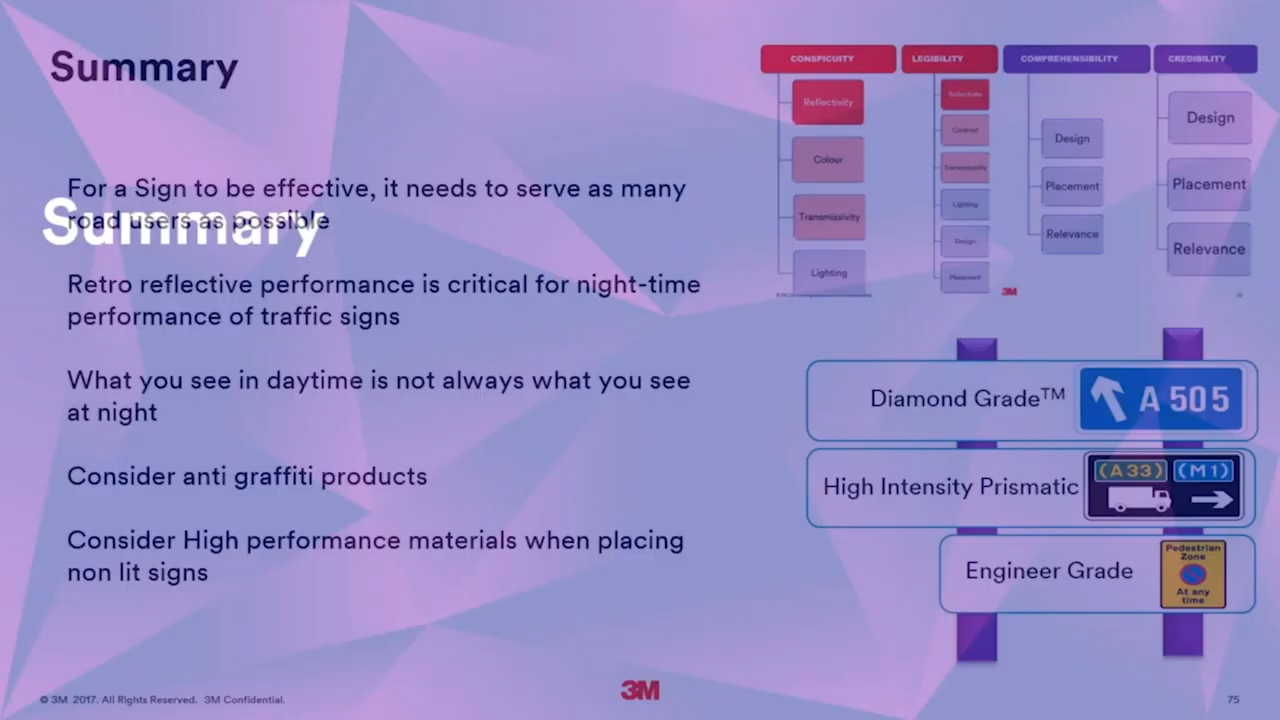 Summary
For a Sign to be effective, it needs to serve as many
road users as possible
Summary
Retro reflective performance is critical for night-time
performance of traffic signs
What you see in daytime is not always what you see
at night
Consider anti graffiti products
Consider High performance materials when placing
non lit signs
CONSPICUITY
Reflectivity
Colour
Transmissivity
Lighting
LEGIBILITY
Reflectivity
Contrast
Transmissivity
Lighting
Design
Placement
COMPREHENSIBILITY
Design
Placement
Relevance
CREDIBILITY
Design
Placement
Relevance
3M
Diamond Grade™
A 505
High Intensity Prismatic
(A 33) (M 1)
Engineer Grade
Pedestrian
Zone
At any
time
© 3M 2017. All Rights Reserved. 3M Confidential.
3M
75